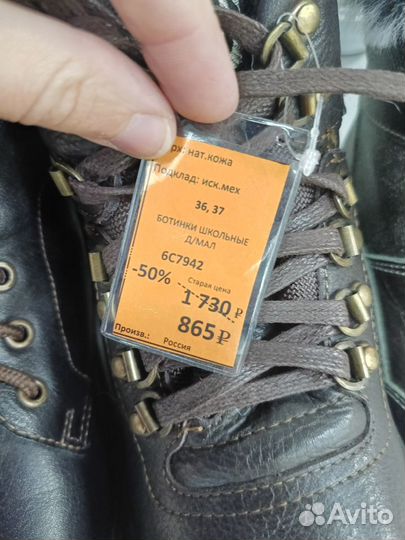 рх: нат.кожа
Подклад: иск.мех
36, 37
БОТИНКИ ШКОЛЬНЫЕ
Д/МАЛ
6С7942
Старая цена
-50% 1 730 ₽
865 ₽
Произв.: Россия
Avito